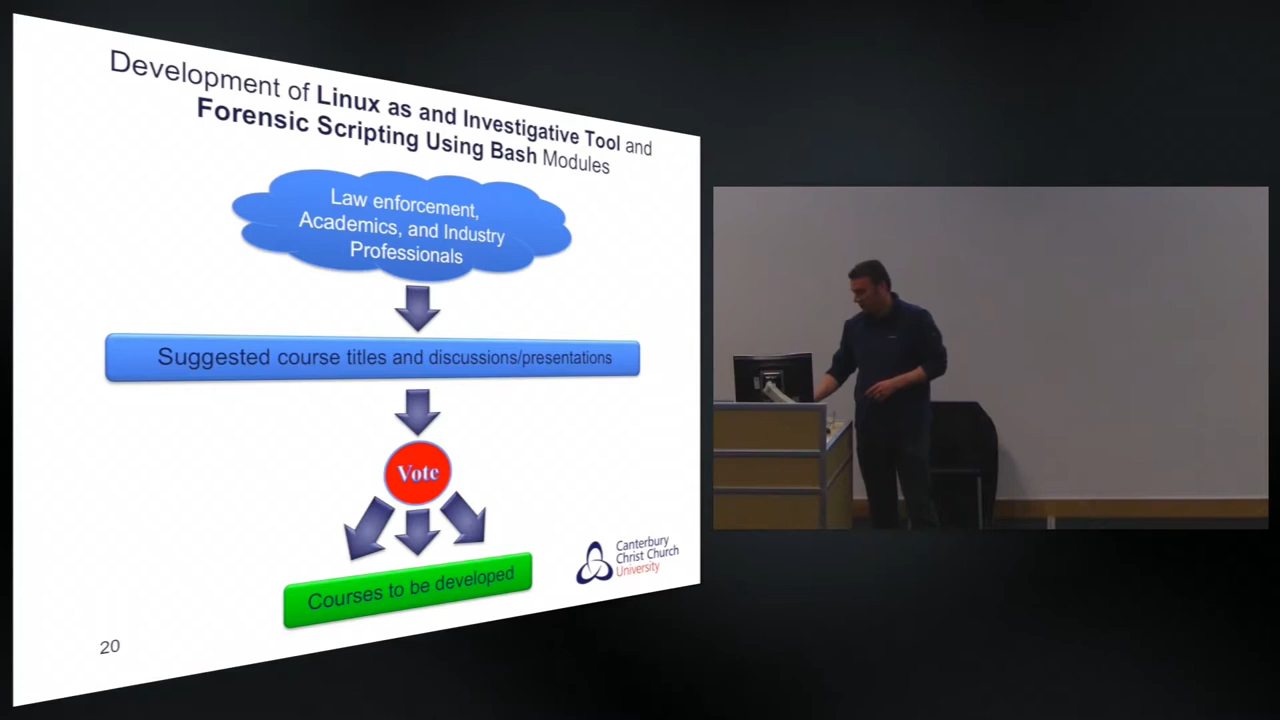 Development of Linux as and Investigative Tool and
Forensic Scripting Using Bash Modules
Law enforcement,
Academics, and Industry
Professionals
Suggested course titles and discussions/presentations
Vote
Courses to be developed
Canterbury
Christ Church
University
20